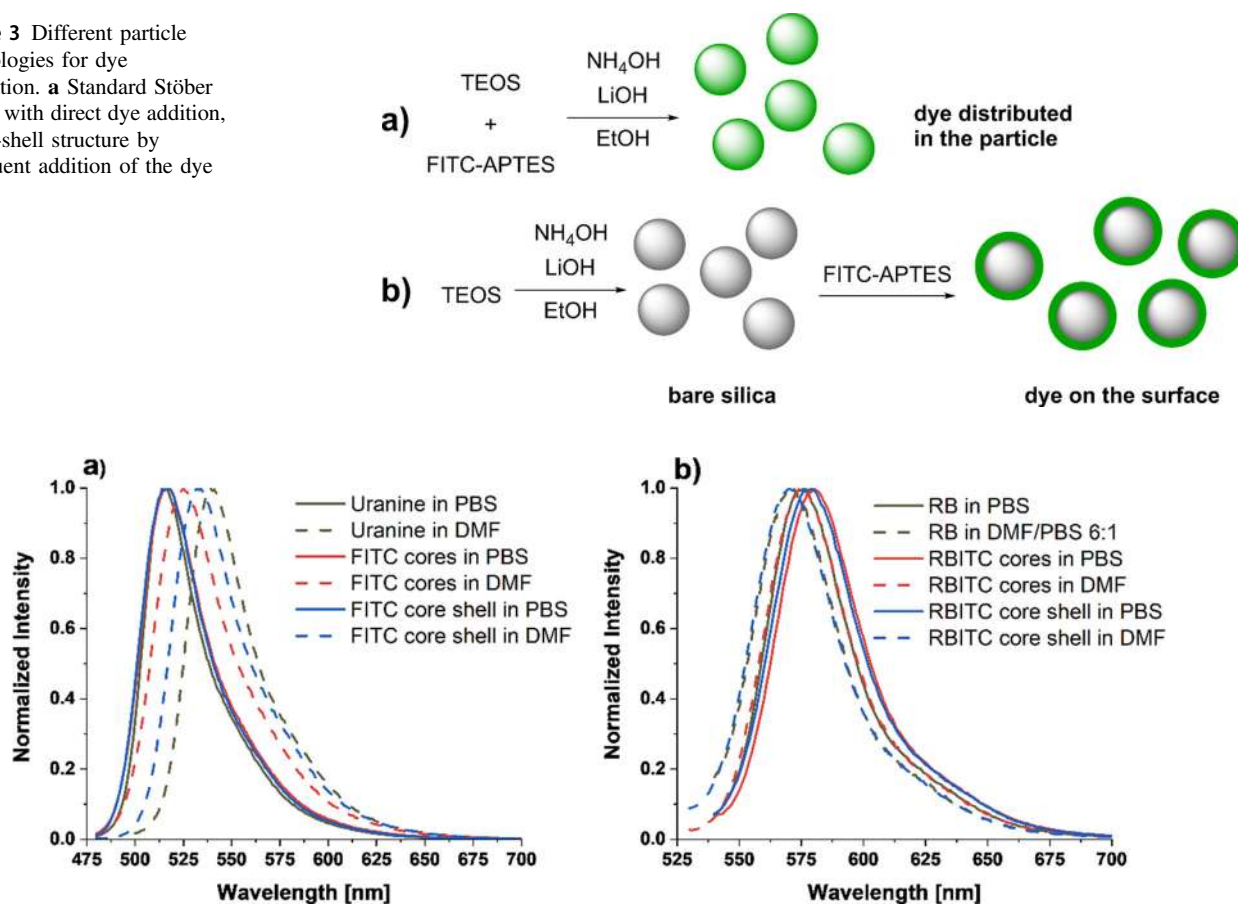 3 Different particle
for dye
a Standard Stöber
with direct dye addition,
-shell structure by
addition of the dye
a)
TEOS
+
FITC-APTES
NH₄OH
LiOH
EtOH
dye distributed
in the particle
b)
TEOS
NH₄OH
LiOH
EtOH
FITC-APTES
bare silica
dye on the surface
a)
Normalized Intensity
1.0
0.8
0.6
0.4
0.2
0.0
475 500 525 550 575 600 625 650 675 700
Wavelength [nm]
Uranine in PBS
Uranine in DMF
FITC cores in PBS
FITC cores in DMF
FITC core shell in PBS
FITC core shell in DMF
b)
Normalized Intensity
1.0
0.8
0.6
0.4
0.2
0.0
525 550 575 600 625 650 675 700
Wavelength [nm]
RB in PBS
RB in DMF/PBS 6:1
RBITC cores in PBS
RBITC cores in DMF
RBITC core shell in PBS
RBITC core shell in DMF